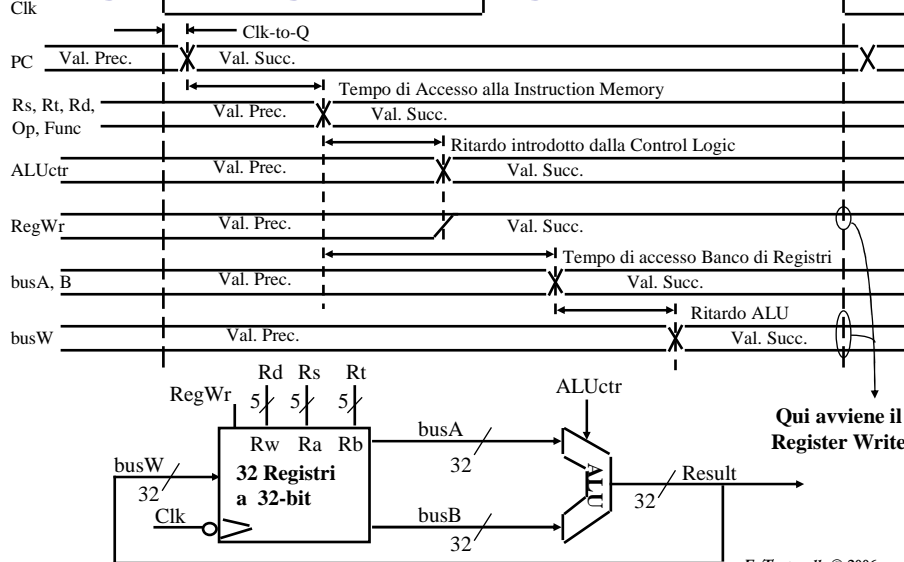 Clk
Clk-to-Q
PC Val. Prec. Val. Succ.
Tempo di Accesso alla Instruction Memory
Rs, Rt, Rd,
Op, Func
Val. Prec. Val. Succ.
Ritardo introdotto dalla Control Logic
ALUctr Val. Prec. Val. Succ.
RegWr Val. Prec. Val. Succ.
Tempo di accesso Banco di Registri
busA, B Val. Prec. Val. Succ.
Ritardo ALU
busW Val. Prec. Val. Succ.
Qui avviene il
Register Write
RegWr Rd Rs Rt ALUctr
5 5 5
Rw Ra Rb
busA
32
busW
32
32 Registri
a 32-bit
Clk
busB
32
ALU
Result
32